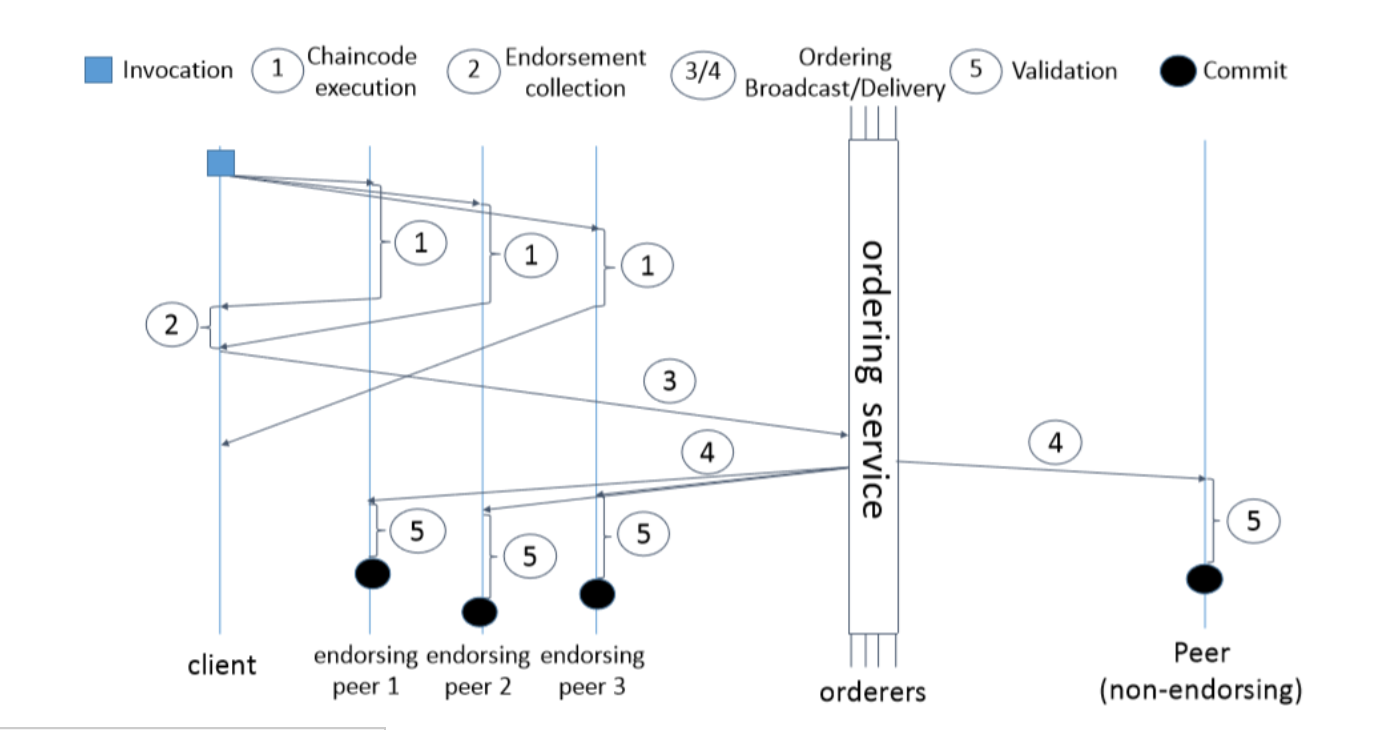 Invocation
1
Chaincode
execution
2
Endorsement
collection
3/4
Ordering
Broadcast/Delivery
5
Validation
Commit
1
1
1
2
3
4
4
5
5
5
5
ordering service
client
endorsing
peer 1
endorsing
peer 2
endorsing
peer 3
orderers
Peer
(non-endorsing)